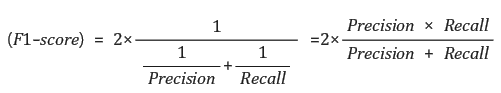 (F1-score) = 2× 1 / (1/Precision + 1/Recall) =2× (Precision × Recall) / (Precision + Recall)